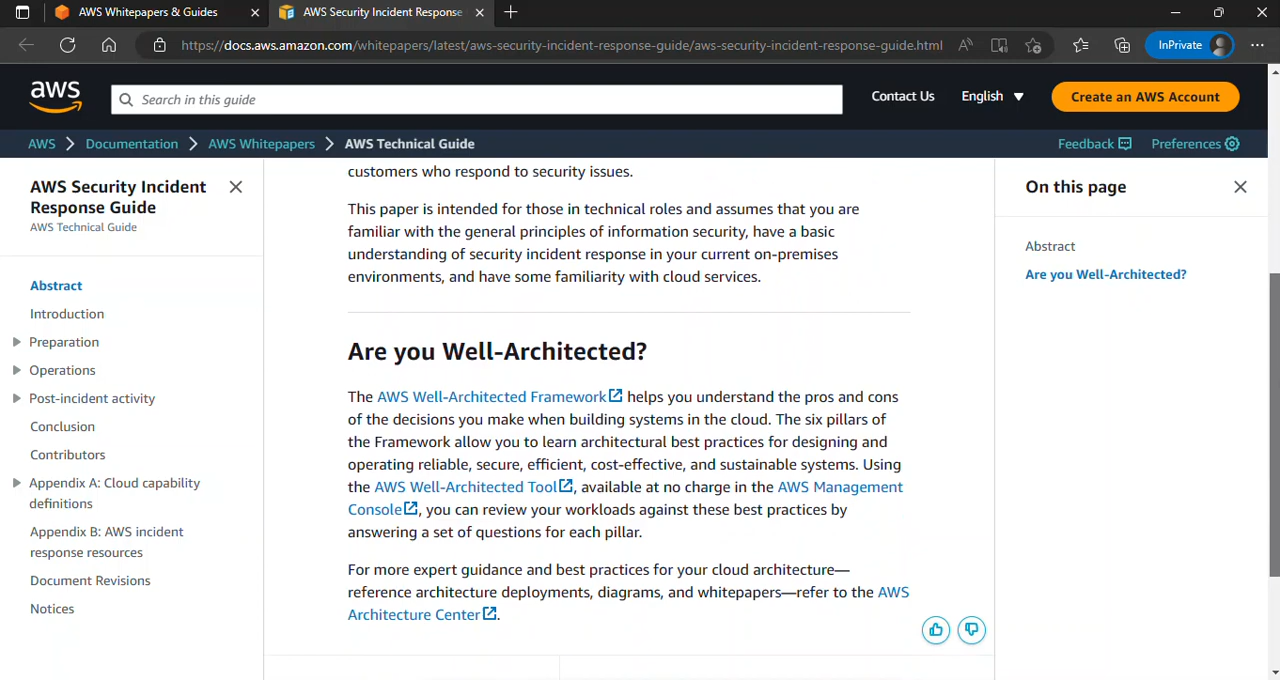 AWS Whitepapers & Guides
AWS Security Incident Response
https://docs.aws.amazon.com/whitepapers/latest/aws-security-incident-response-guide/aws-security-incident-response-guide.html
InPrivate
aws
Search in this guide
Contact Us
English
Create an AWS Account
AWS
Documentation
AWS Whitepapers
AWS Technical Guide
Feedback
Preferences
AWS Security Incident
Response Guide
AWS Technical Guide
Abstract
Introduction
Preparation
Operations
Post-incident activity
Conclusion
Contributors
Appendix A: Cloud capability
definitions
Appendix B: AWS incident
response resources
Document Revisions
Notices
customers who respond to security issues.
This paper is intended for those in technical roles and assumes that you are
familiar with the general principles of information security, have a basic
understanding of security incident response in your current on-premises
environments, and have some familiarity with cloud services.
Are you Well-Architected?
The AWS Well-Architected Framework helps you understand the pros and cons
of the decisions you make when building systems in the cloud. The six pillars of
the Framework allow you to learn architectural best practices for designing and
operating reliable, secure, efficient, cost-effective, and sustainable systems. Using
the AWS Well-Architected Tool, available at no charge in the AWS Management
Console, you can review your workloads against these best practices by
answering a set of questions for each pillar.
For more expert guidance and best practices for your cloud architecture—
reference architecture deployments, diagrams, and whitepapers—refer to the AWS
Architecture Center.
On this page
Abstract
Are you Well-Architected?